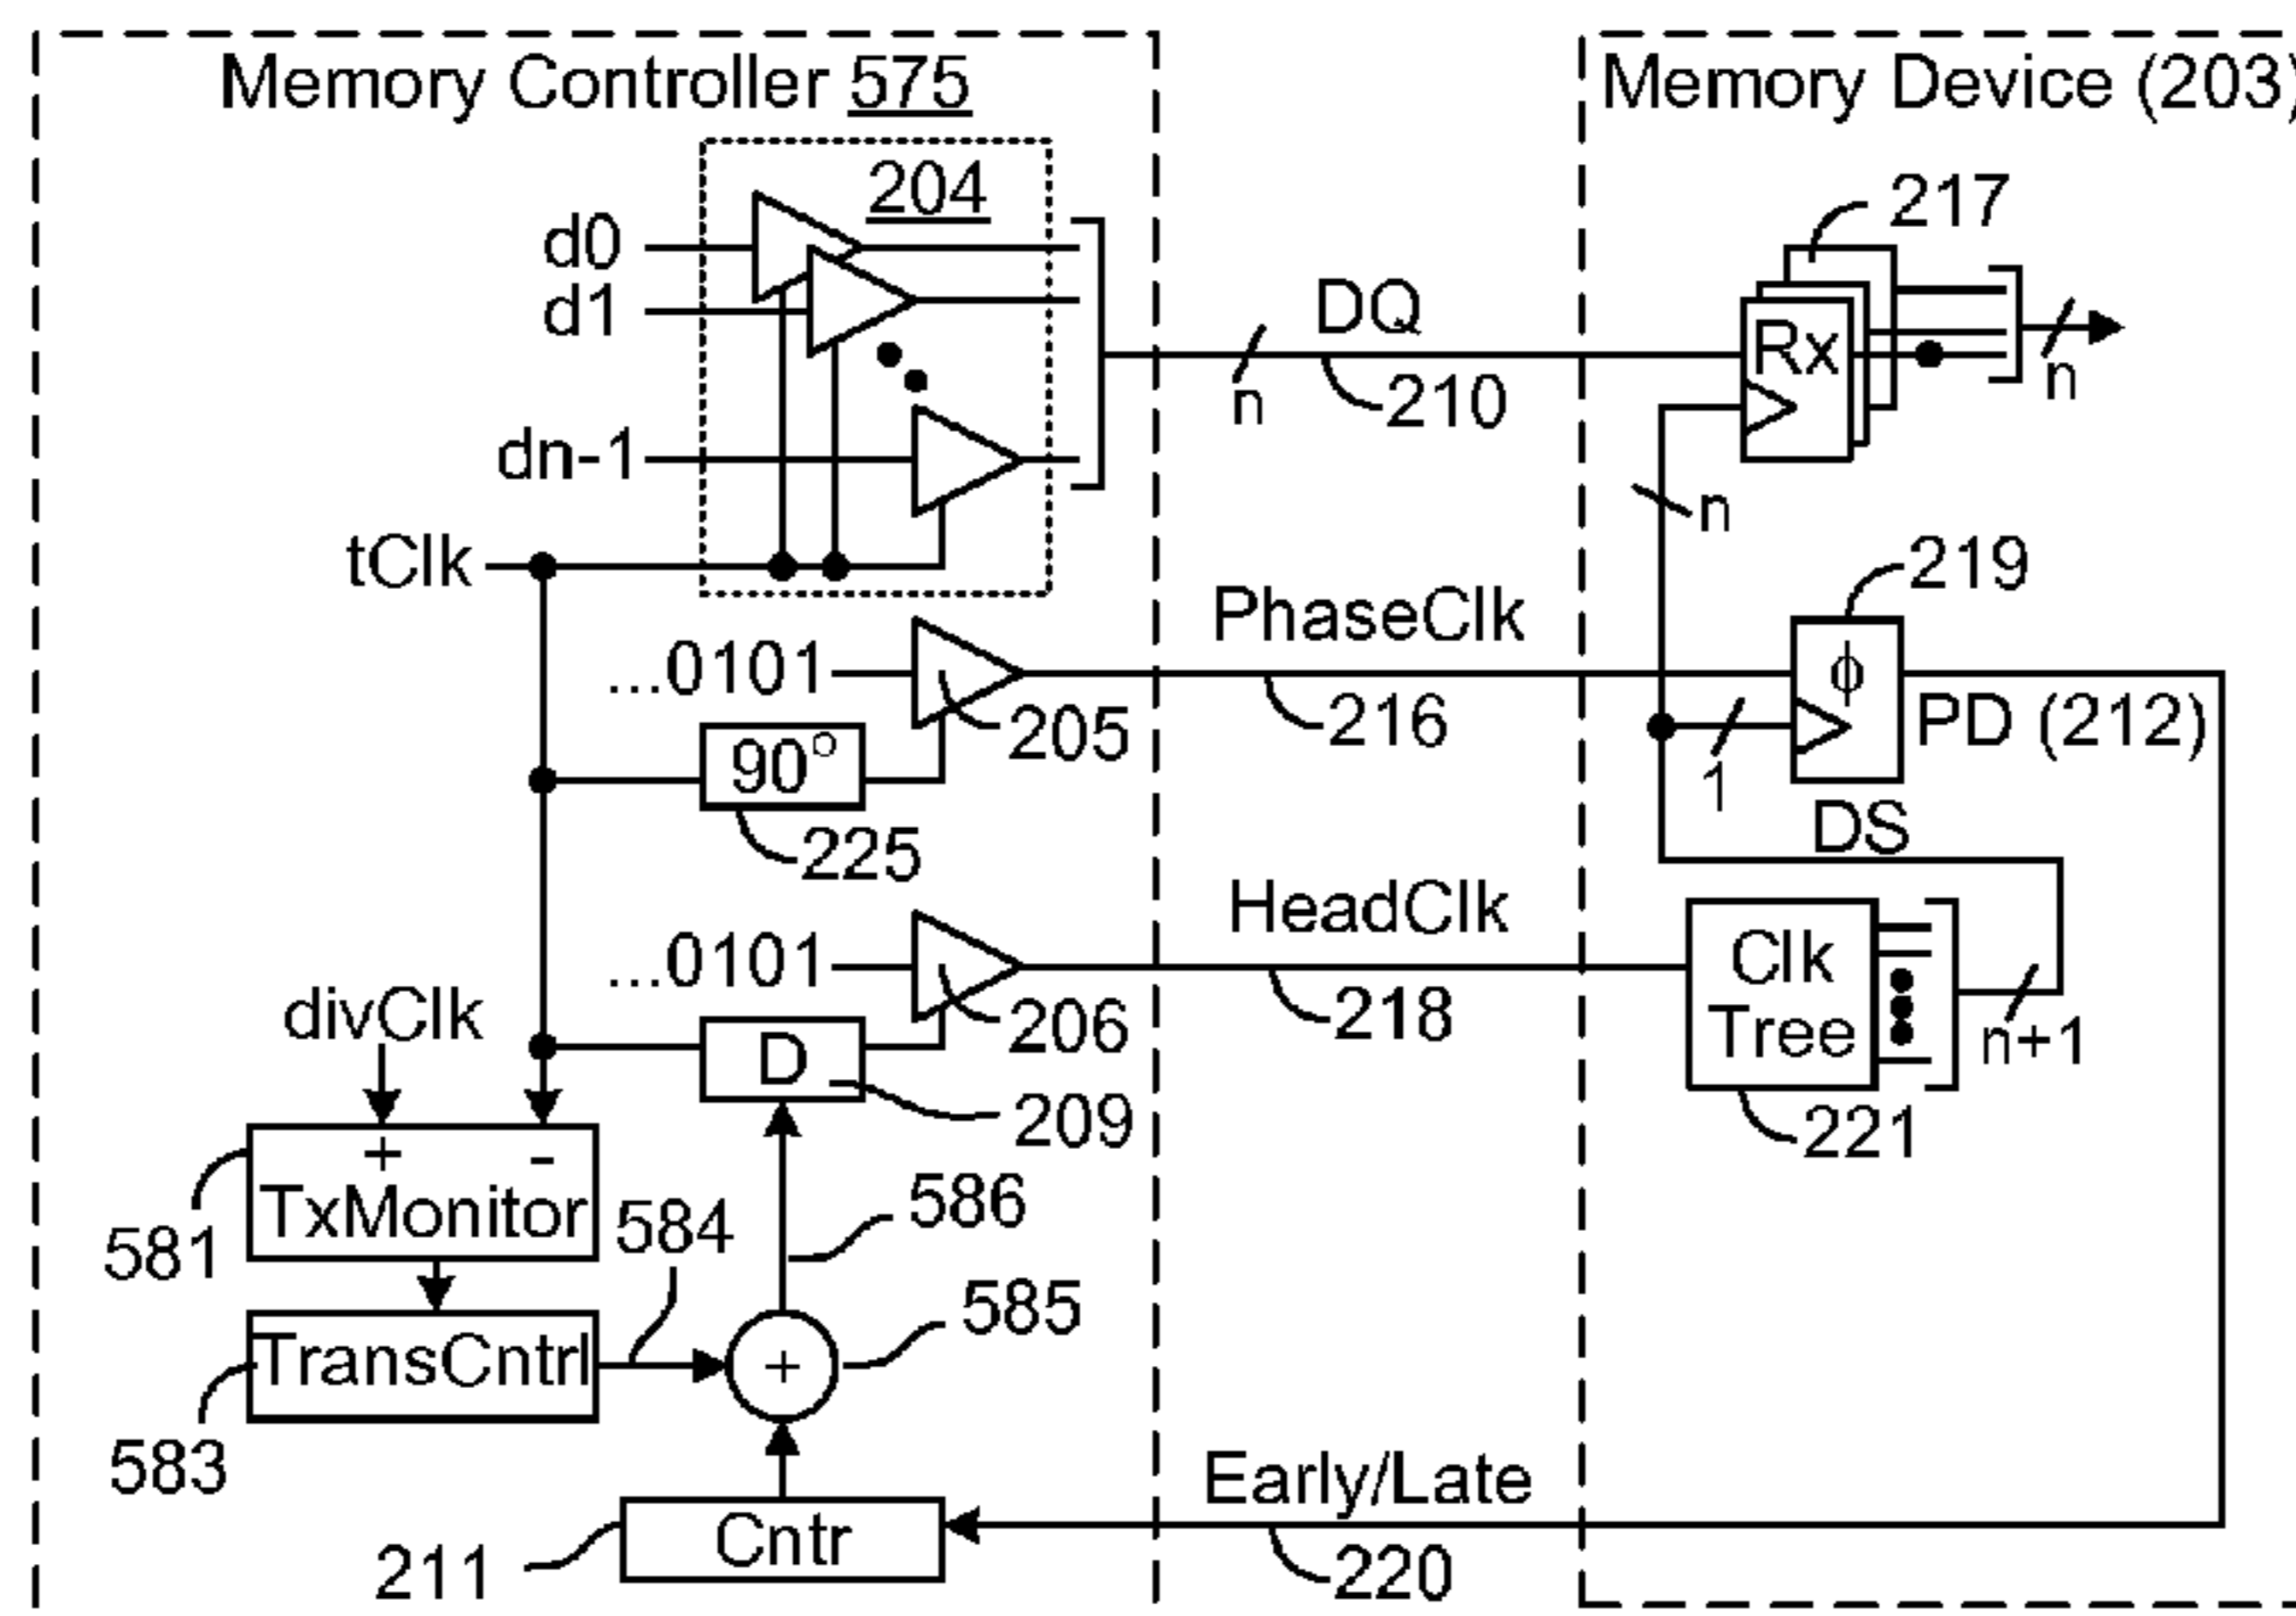 Memory Controller 575
Memory Device (203)
204
217
d0
d1
DQ
Rx
n
210
n
dn-1
n
tClk
219
PhaseClk
...0101
ϕ
205
216
PD (212)
90°
1
225
DS
HeadClk
...0101
Clk
Tree
divClk
206
218
n+1
D
209
221
+ -
TxMonitor
581
584
586
585
TransCntrl
+
583
Early/Late
Cntr
211
220